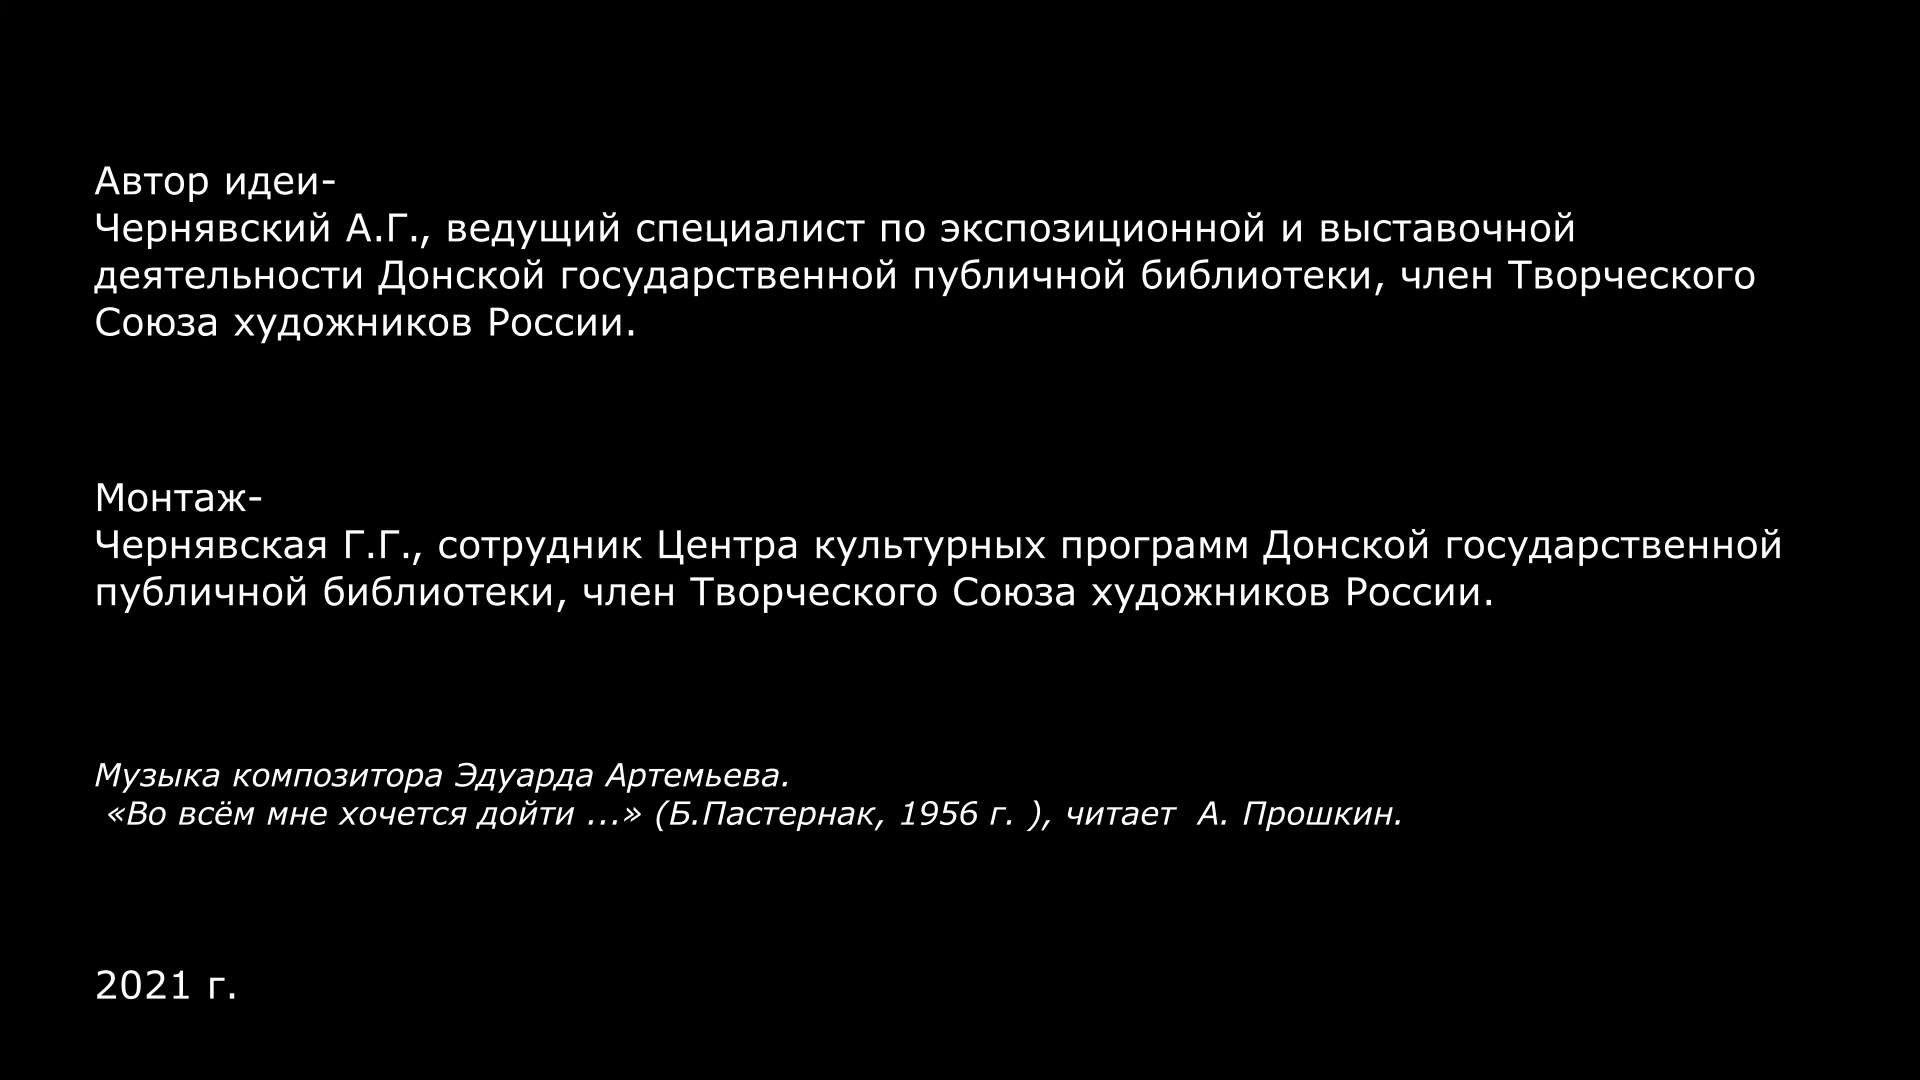 Автор идеи-
Чернявский А.Г., ведущий специалист по экспозиционной и выставочной
деятельности Донской государственной публичной библиотеки, член Творческого
Союза художников России.
Монтаж-
Чернявская Г.Г., сотрудник Центра культурных программ Донской государственной
публичной библиотеки, член Творческого Союза художников России.
Музыка композитора Эдуарда Артемьева.
«Во всём мне хочется дойти ...» (Б.Пастернак, 1956 г. ), читает  А. Прошкин.
2021 г.